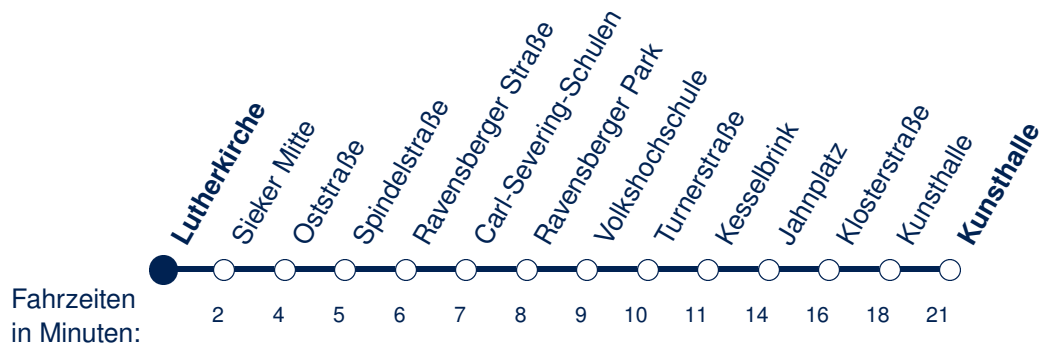 Lutherkirche
Sieker Mitte
Oststraße
Spindelstraße
Ravensberger Straße
Carl-Severing-Schulen
Ravensberger Park
Volkshochschule
Turnerstraße
Kesselbrink
Jahnplatz
Klosterstraße
Kunsthalle
Kunsthalle
Fahrzeiten
in Minuten:
2 4 5 6 7 8 9 10 11 14 16 18 21